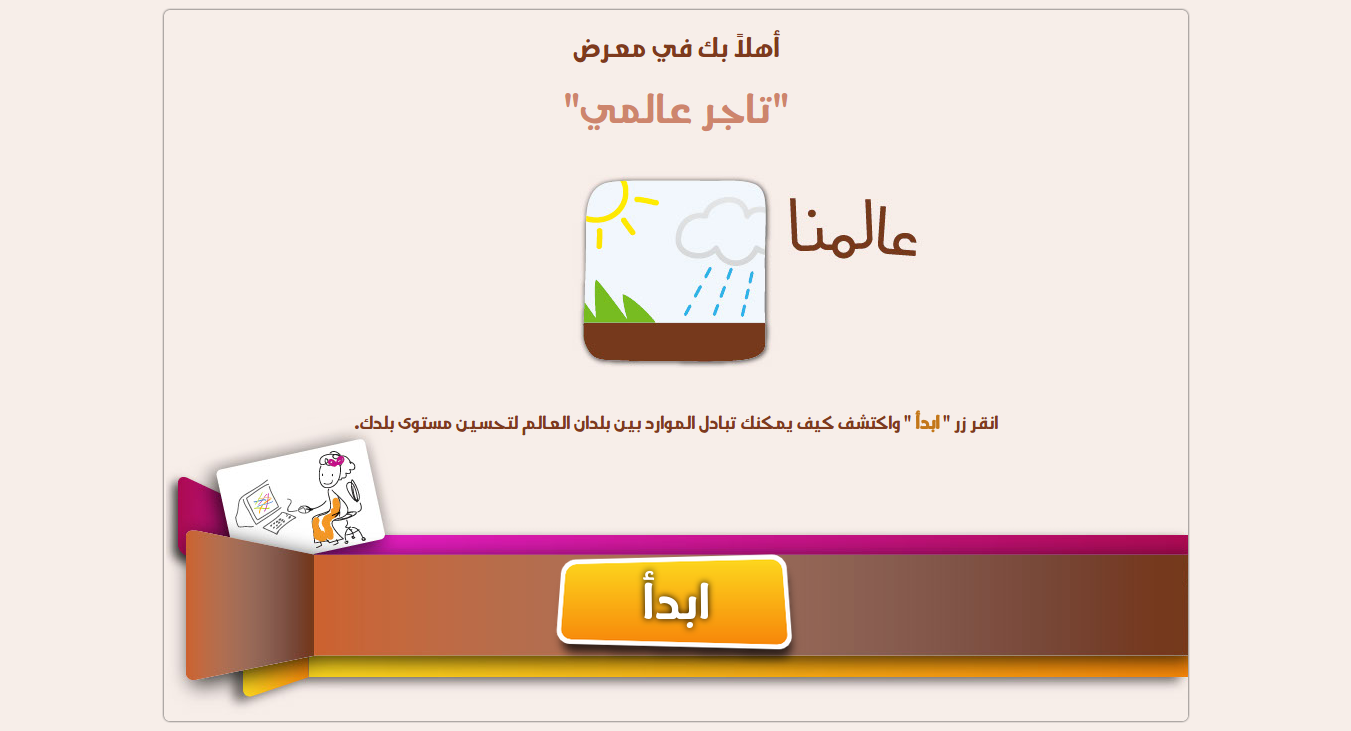 أهلاً بك في معرض
"تاجر عالمي"
عالمنا
انقر زر " ابدأ " واكتشف كيف يمكنك تبادل الموارد بين بلدان العالم لتحسين مستوى بلدك.
ابدأ